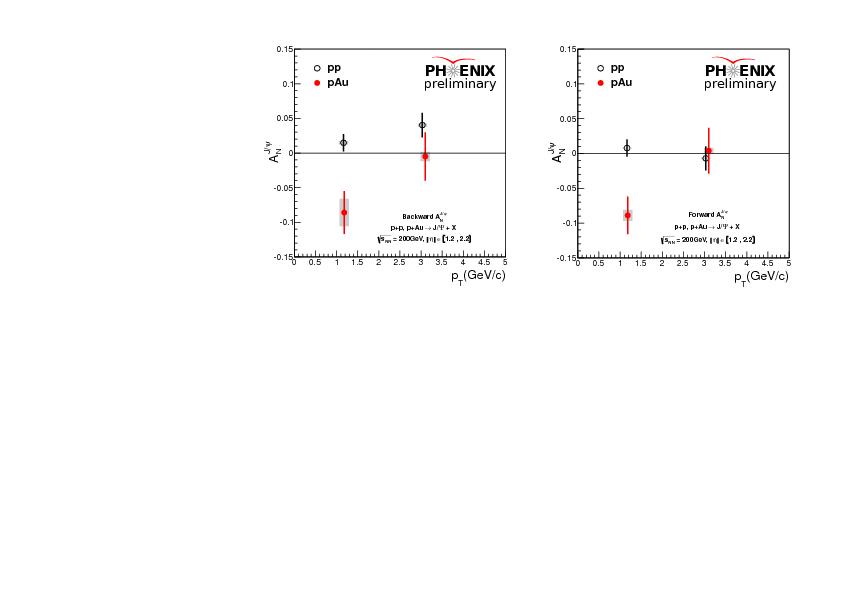 0.15
0.1
0.05
0
-0.05
-0.1
-0.15
A_N^{J/ψ}
pp
pAu
PHENIX
preliminary
Backward A_N^{J/ψ}
p+p, p+Au → J/Ψ + X
√s_{NN} = 200GeV, |η| ∈ [1.2 , 2.2]
0 0.5 1 1.5 2 2.5 3 3.5 4 4.5 5
p_T(GeV/c)
0.15
0.1
0.05
0
-0.05
-0.1
-0.15
A_N^{J/ψ}
pp
pAu
PHENIX
preliminary
Forward A_N^{J/ψ}
p+p, p+Au → J/Ψ + X
√s_{NN} = 200GeV, |η| ∈ [1.2 , 2.2]
0 0.5 1 1.5 2 2.5 3 3.5 4 4.5 5
p_T(GeV/c)